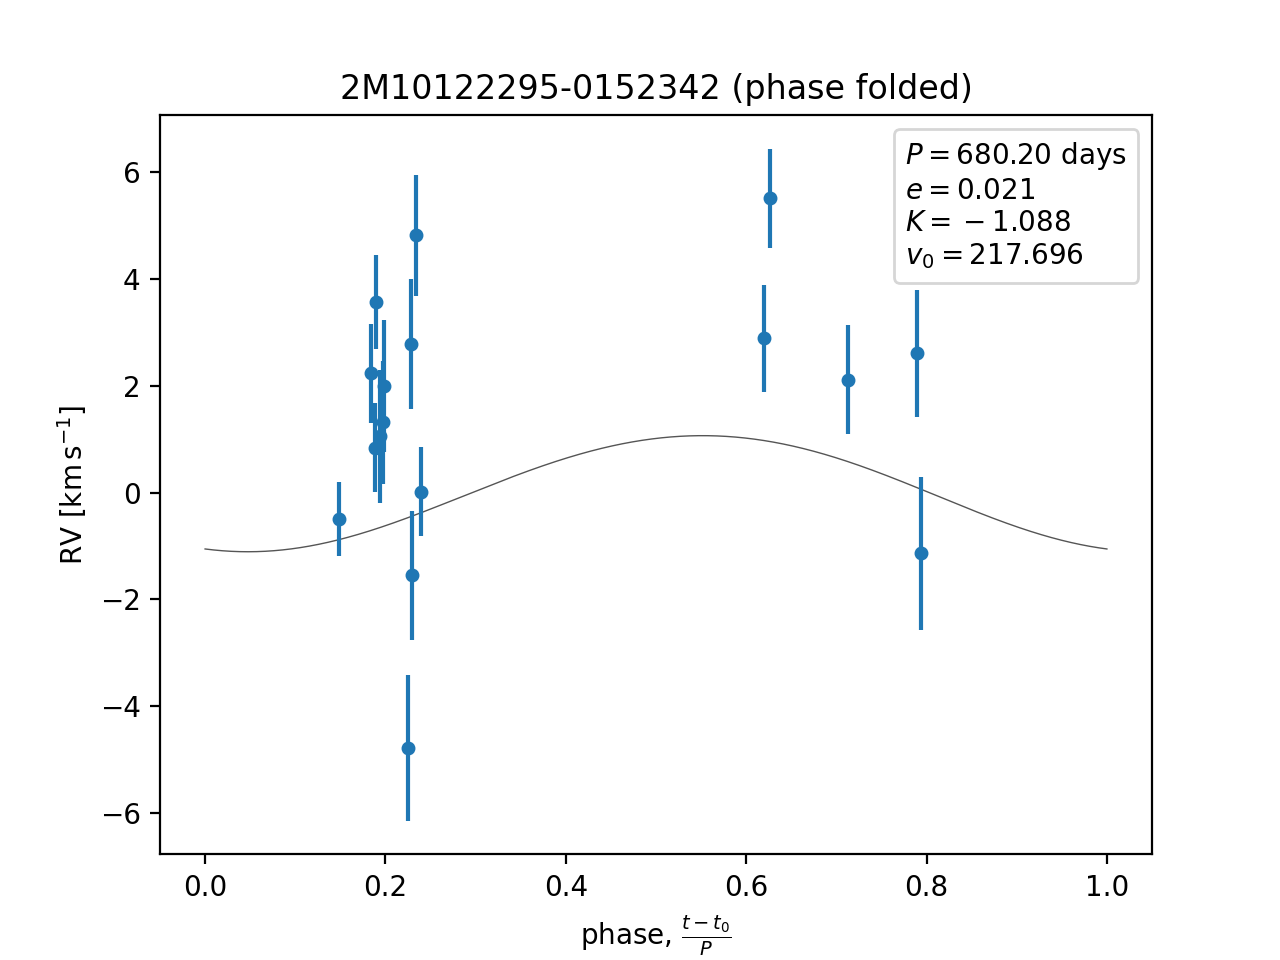 2M10122295-0152342 (phase folded)
P = 680.20 days
e = 0.021
K = −1.088
v₀ = 217.696
RV [km s⁻¹]
6
4
2
0
−2
−4
−6
0.0 0.2 0.4 0.6 0.8 1.0
phase, (t − t₀)/P